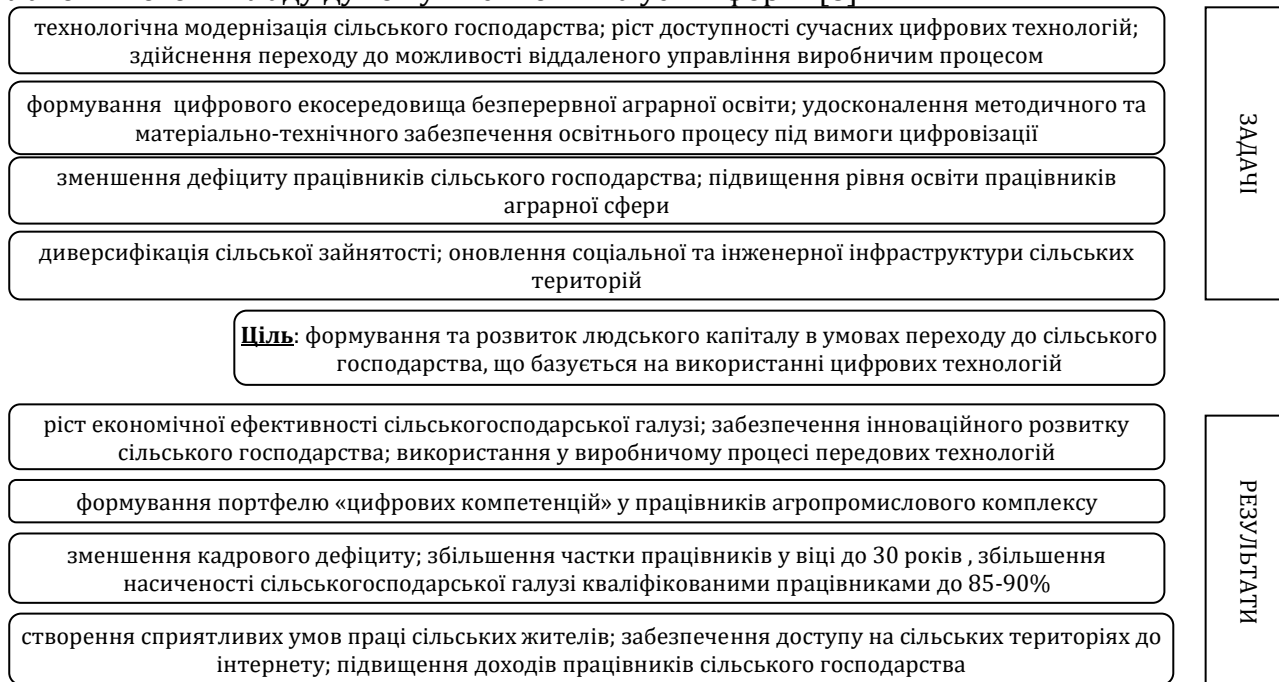 технологічна модернізація сільського господарства; ріст доступності сучасних цифрових технологій;
здійснення переходу до можливості віддаленого управління виробничим процесом
формування цифрового екосередовища безперервної аграрної освіти; удосконалення методичного та
матеріально-технічного забезпечення освітнього процесу під вимоги цифровізації
зменшення дефіциту працівників сільського господарства; підвищення рівня освіти працівників
аграрної сфери
диверсифікація сільської зайнятості; оновлення соціальної та інженерної інфраструктури сільських
територій
ЗАДАЧІ
Ціль: формування та розвиток людського капіталу в умовах переходу до сільського
господарства, що базується на використанні цифрових технологій
ріст економічної ефективності сільськогосподарської галузі; забезпечення інноваційного розвитку
сільського господарства; використання у виробничому процесі передових технологій
формування портфелю «цифрових компетенцій» у працівників агропромислового комплексу
зменшення кадрового дефіциту; збільшення частки працівників у віці до 30 років , збільшення
насиченості сільськогосподарської галузі кваліфікованими працівниками до 85-90%
створення сприятливих умов праці сільських жителів; забезпечення доступу на сільських територіях до
інтернету; підвищення доходів працівників сільського господарства
РЕЗУЛЬТАТИ